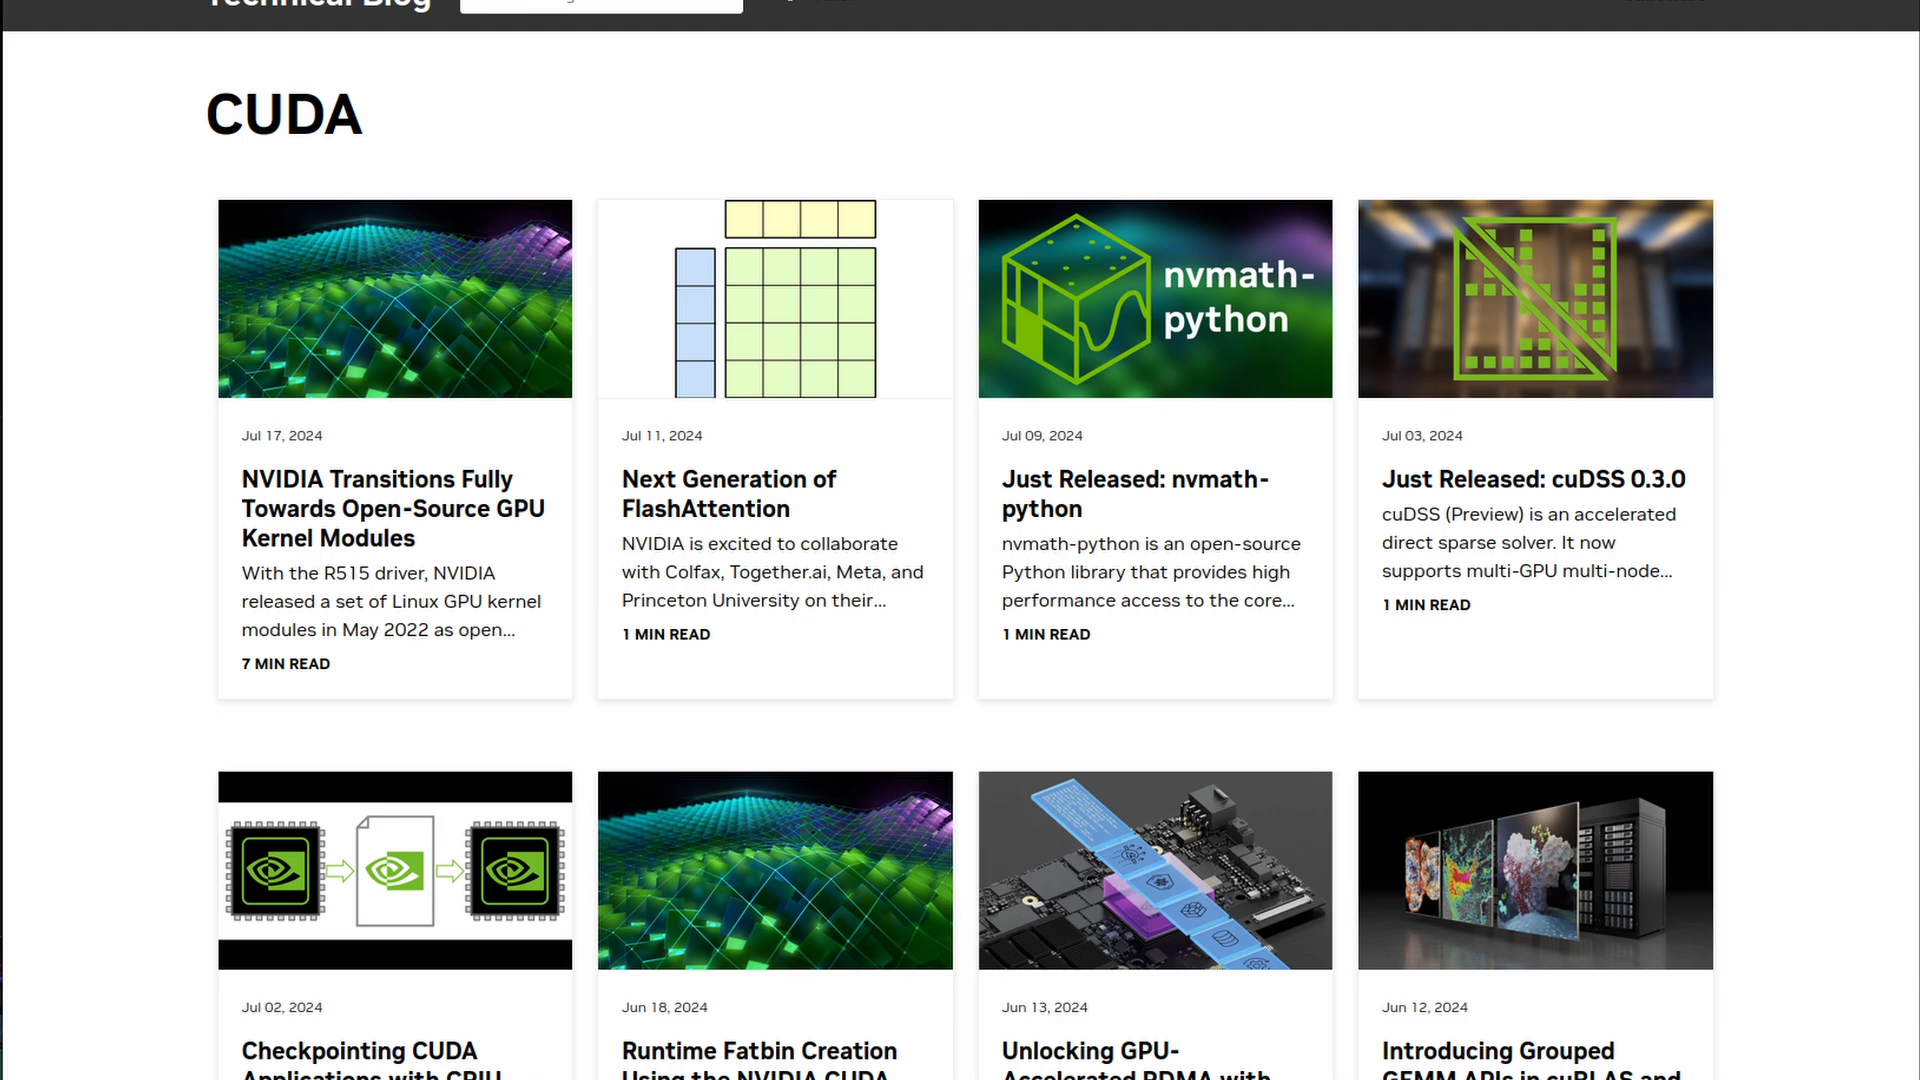 Technical Blog
CUDA
nvmath-
python
Jul 17, 2024
NVIDIA Transitions Fully
Towards Open-Source GPU
Kernel Modules
With the R515 driver, NVIDIA
released a set of Linux GPU kernel
modules in May 2022 as open...
7 MIN READ
Jul 11, 2024
Next Generation of
FlashAttention
NVIDIA is excited to collaborate
with Colfax, Together.ai, Meta, and
Princeton University on their...
1 MIN READ
Jul 09, 2024
Just Released: nvmath-
python
nvmath-python is an open-source
Python library that provides high
performance access to the core...
1 MIN READ
Jul 03, 2024
Just Released: cuDSS 0.3.0
cuDSS (Preview) is an accelerated
direct sparse solver. It now
supports multi-GPU multi-node...
1 MIN READ
Jul 02, 2024
Checkpointing CUDA
Applications with CRIU
Jun 18, 2024
Runtime Fatbin Creation
Using the NVIDIA CUDA
Jun 13, 2024
Unlocking GPU-
Accelerated RDMA with
Jun 12, 2024
Introducing Grouped
GEMM APIs in cuBLAS and